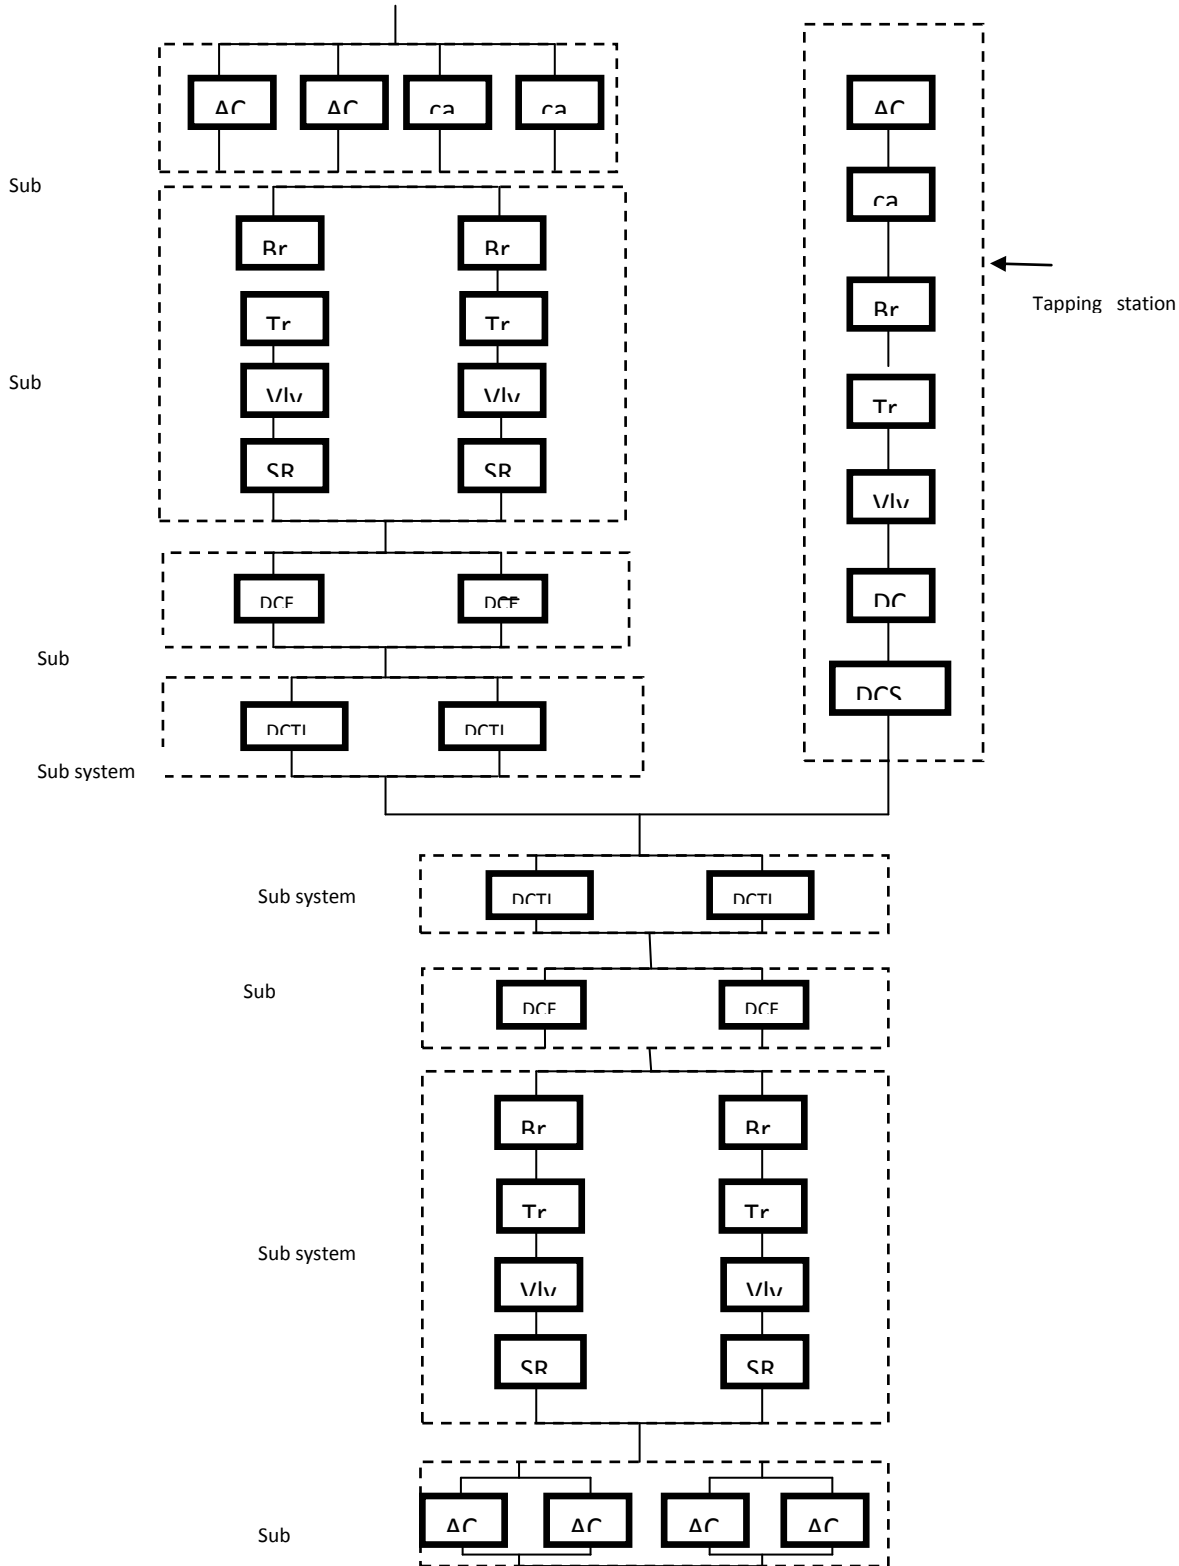 AC
AC
ca
ca
Sub
Br
Br
Tr
Tr
Sub
Vlv
Vlv
SR
SR
DCF
DCF
Sub
DCTL
DCTL
Sub system
AC
ca
Br
Tapping station
Tr
Vlv
DC
DCS
Sub system
DCTL
DCTL
Sub
DCF
DCF
Br
Br
Tr
Tr
Sub system
Vlv
Vlv
SR
SR
Sub
AC
AC
AC
AC